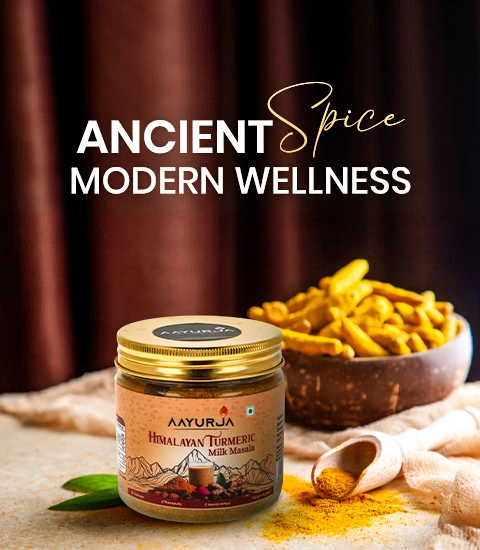 ANCIENT Spice
MODERN WELLNESS
AAYURJA
AAYURJA
HIMALAYAN TURMERIC
Milk Masala